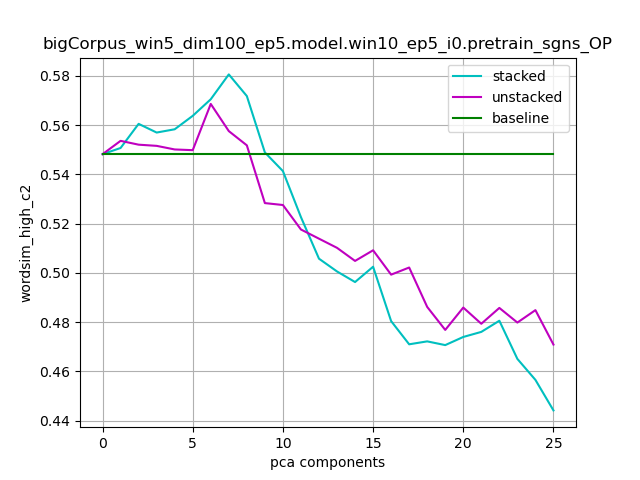 bigCorpus_win5_dim100_ep5.model.win10_ep5_i0.pretrain_sgns_OP
stacked
unstacked
baseline
0.58
0.56
0.54
0.52
0.50
0.48
0.46
0.44
wordsim_high_c2
0 5 10 15 20 25
pca components